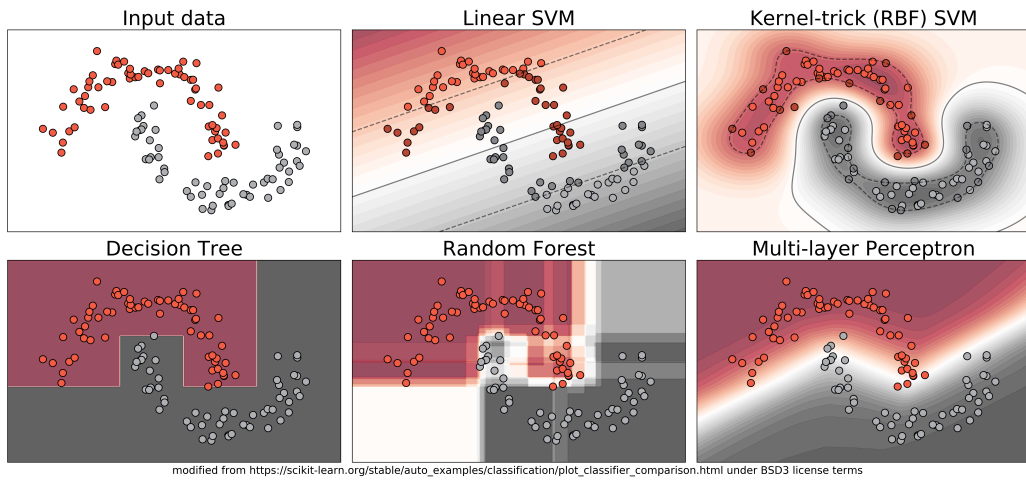 Input data
Linear SVM
Kernel-trick (RBF) SVM
Decision Tree
Random Forest
Multi-layer Perceptron
modified from https://scikit-learn.org/stable/auto_examples/classification/plot_classifier_comparison.html under BSD3 license terms